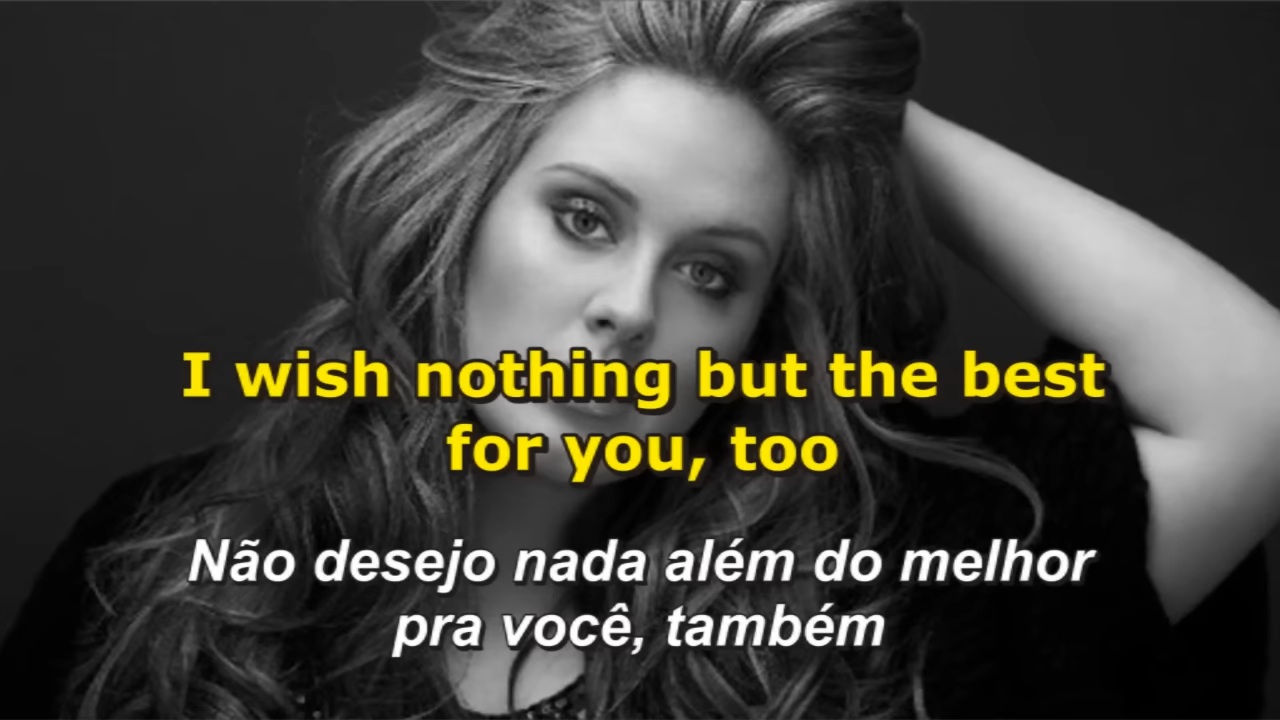 I wish nothing but the best
for you, too
Não desejo nada além do melhor
pra você, também